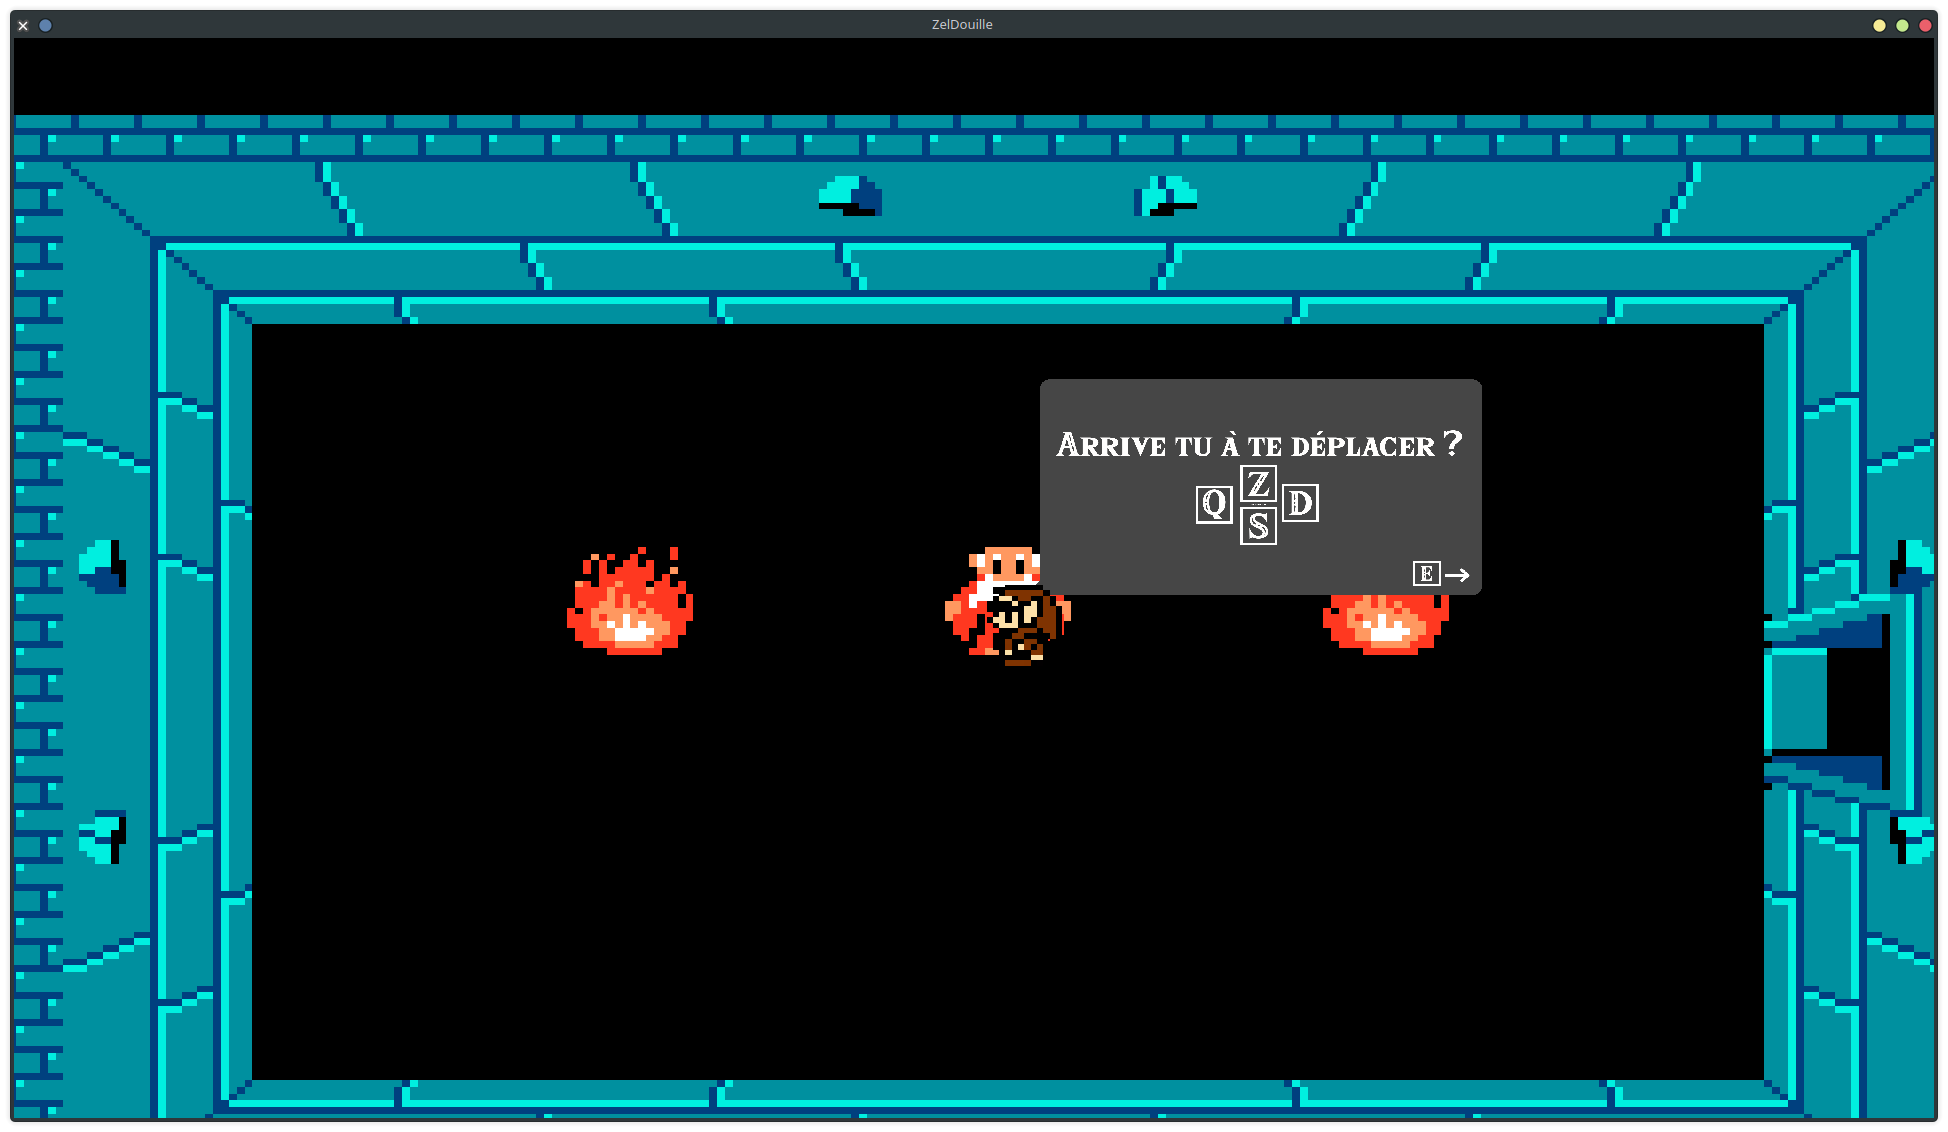 ZelDouille
Arrive tu à te déplacer ?
Z
Q D
S
E→